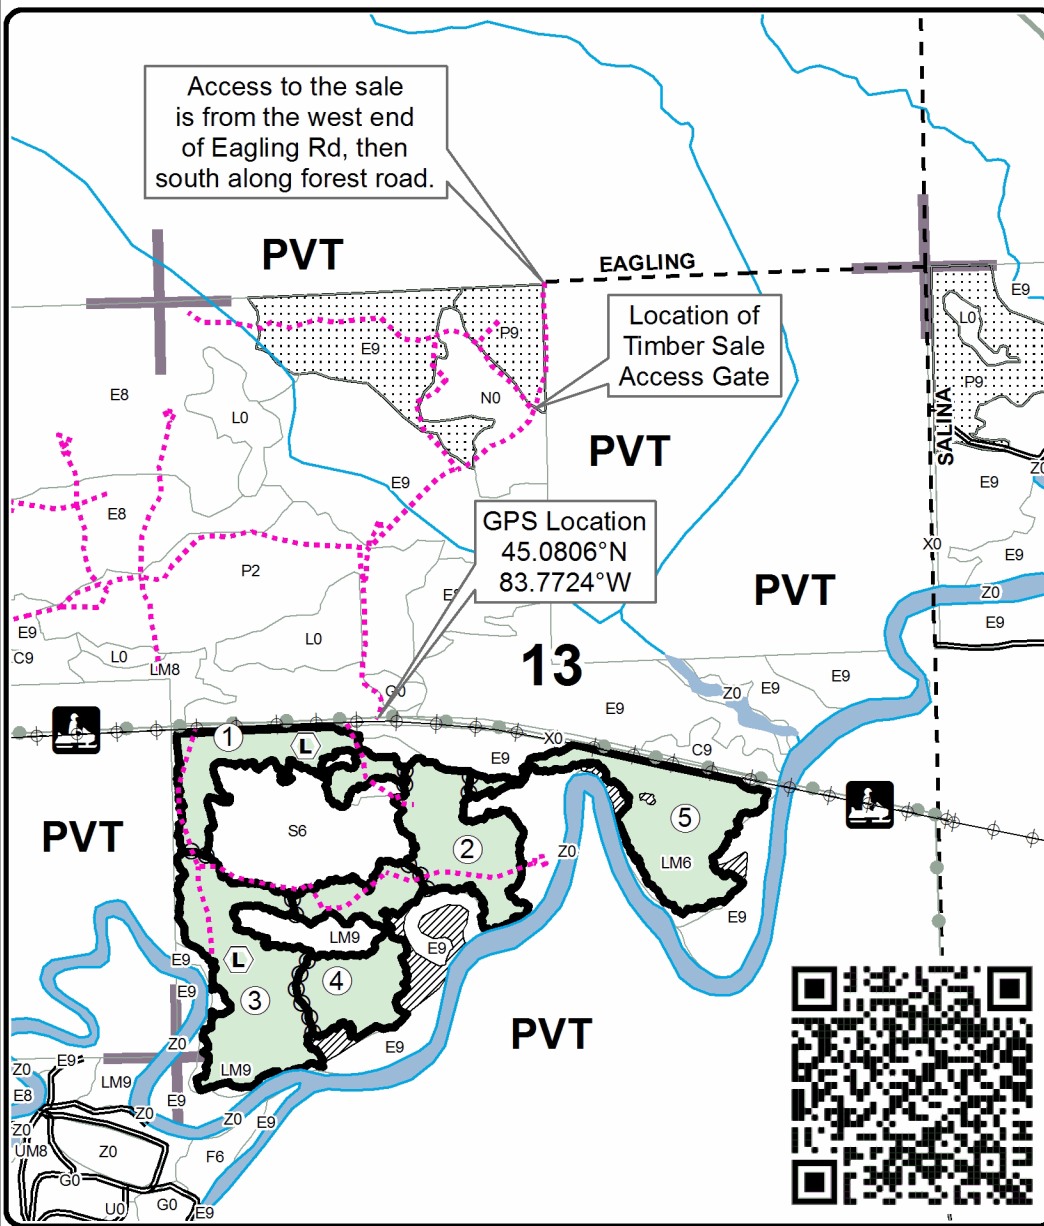 Access to the sale
is from the west end
of Eagling Rd, then
south along forest road.
PVT
EAGLING
E9
L0
Location of
Timber Sale
Access Gate
P9
E9
P9
N0
E8
L0
SALINA
PVT
Z0
E9
E9
GPS Location
45.0806°N
83.7724°W
E8
X0
E9
P2
PVT
Z0
E9
E9
L0
C9
L0
LM8
13
E9
E9
Z0
G0
E9
X0
C9
1
L
E9
5
S6
PVT
2
Z0
LM6
E9
LM9
E9
E9
L
4
E9
3
PVT
Z0
E9
E9
Z0
LM9
LM9
E8
E9
Z0
Z0
E9
Z0
UM8
Z0
F6
G0
U0
G0
E9